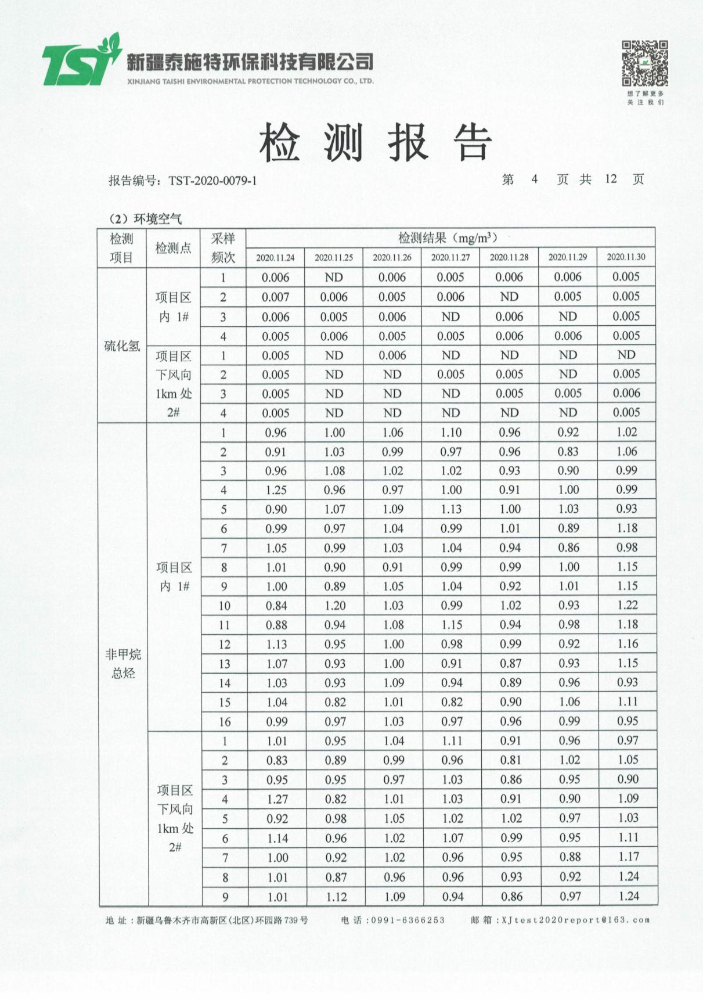 TST 新疆泰施特环保科技有限公司
XINJIANG TAISHI ENVIRONMENTAL PROTECTION TECHNOLOGY CO., LTD.
想了解更多
关注我们
检测报告
报告编号：TST-2020-0079-1 第 4 页 共 12 页
（2）环境空气
检测项目 检测点 采样频次 检测结果（mg/m³）
2020.11.24 2020.11.25 2020.11.26 2020.11.27 2020.11.28 2020.11.29 2020.11.30
硫化氢
项目区内 1#
1 0.006 ND 0.006 0.005 0.006 0.006 0.005
2 0.007 0.006 0.005 0.006 ND 0.005 0.005
3 0.006 0.005 0.006 ND 0.006 ND 0.005
4 0.005 0.006 0.005 0.005 0.006 0.006 0.005
项目区下风向1km 处2#
1 0.005 ND 0.006 ND ND ND ND
2 0.005 ND ND 0.005 0.005 ND 0.005
3 0.005 ND ND ND 0.005 0.005 0.006
4 0.005 ND ND ND ND ND 0.005
非甲烷总烃
项目区内 1#
1 0.96 1.00 1.06 1.10 0.96 0.92 1.02
2 0.91 1.03 0.99 0.97 0.96 0.83 1.06
3 0.96 1.08 1.02 1.02 0.93 0.90 0.99
4 1.25 0.96 0.97 1.00 0.91 1.00 0.99
5 0.90 1.07 1.09 1.13 1.00 1.03 0.93
6 0.99 0.97 1.04 0.99 1.01 0.89 1.18
7 1.05 0.99 1.03 1.04 0.94 0.86 0.98
8 1.01 0.90 0.91 0.99 0.99 1.00 1.15
9 1.00 0.89 1.05 1.04 0.92 1.01 1.15
10 0.84 1.20 1.03 0.99 1.02 0.93 1.22
11 0.88 0.94 1.08 1.15 0.94 0.98 1.18
12 1.13 0.95 1.00 0.98 0.99 0.92 1.16
13 1.07 0.93 1.00 0.91 0.87 0.93 1.15
14 1.03 0.93 1.09 0.94 0.89 0.96 0.93
15 1.04 0.82 1.01 0.82 0.90 1.06 1.11
16 0.99 0.97 1.03 0.97 0.96 0.99 0.95
项目区下风向1km 处2#
1 1.01 0.95 1.04 1.11 0.91 0.96 0.97
2 0.83 0.89 0.99 0.96 0.81 1.02 1.05
3 0.95 0.95 0.97 1.03 0.86 0.95 0.90
4 1.27 0.82 1.01 1.03 0.91 0.90 1.09
5 0.92 0.98 1.05 1.02 1.02 0.97 1.03
6 1.14 0.96 1.02 1.07 0.99 0.95 1.11
7 1.00 0.92 1.02 0.96 0.95 0.88 1.17
8 1.01 0.87 0.96 0.96 0.93 0.92 1.24
9 1.01 1.12 1.09 0.94 0.86 0.97 1.24
地址:新疆乌鲁木齐市高新区(北区)环园路739号 电话:0991-6366253 邮箱:XJtest2020report@163.com